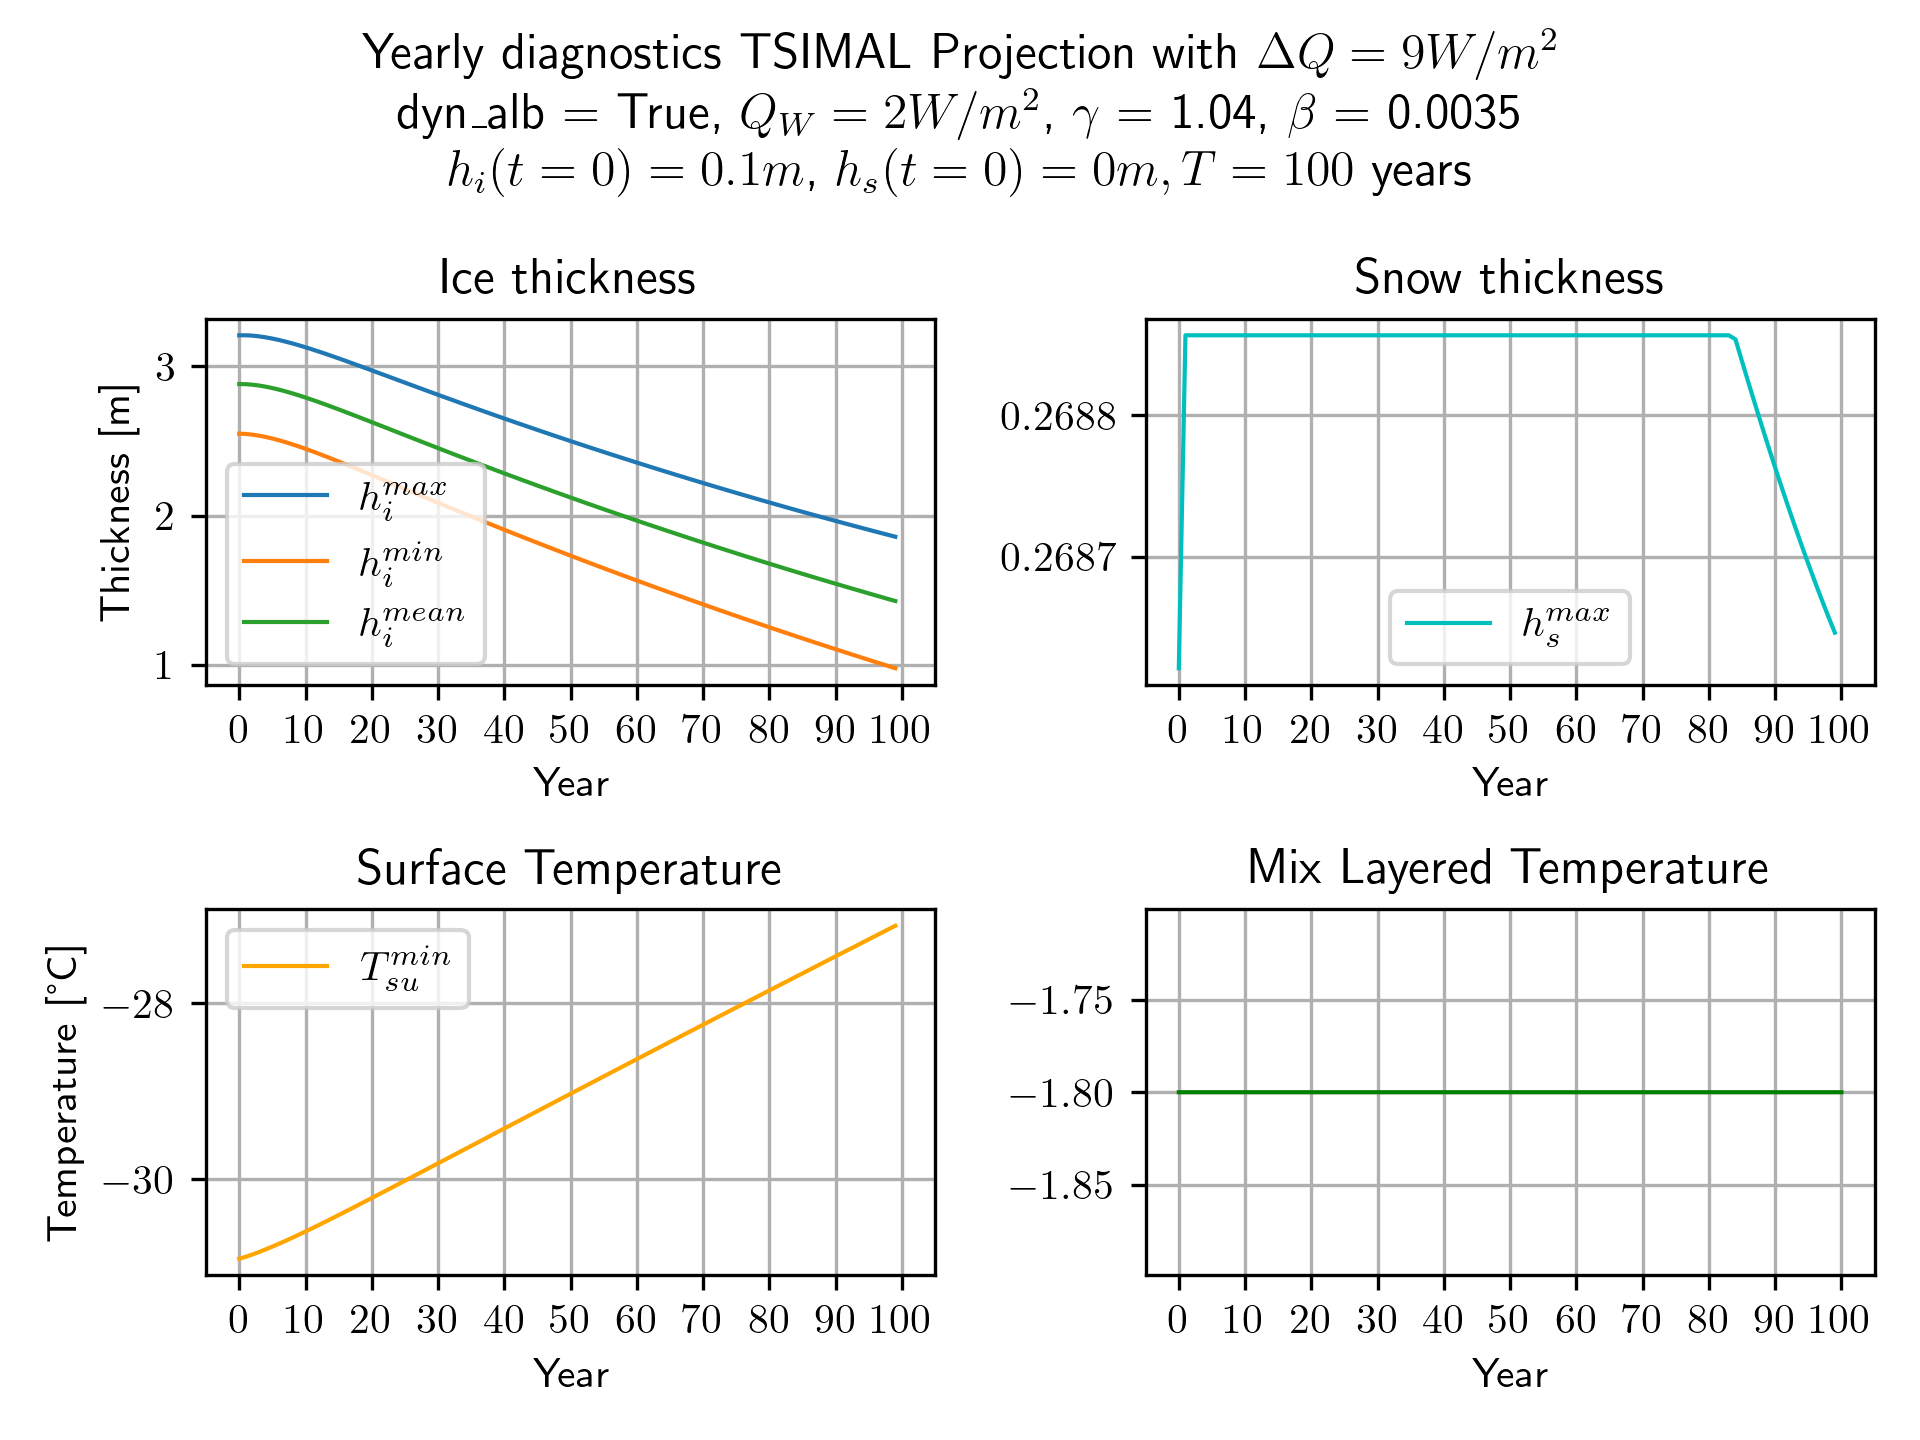 Yearly diagnostics TSIMAL Projection with ΔQ = 9W/m²
dyn_alb = True, Q_W = 2W/m², γ = 1.04, β = 0.0035
h_i(t = 0) = 0.1m, h_s(t = 0) = 0m, T = 100 years
Ice thickness
Thickness [m]
3
2
1
h_i^{max}
h_i^{min}
h_i^{mean}
0 10 20 30 40 50 60 70 80 90 100
Year
Snow thickness
0.2688
0.2687
h_s^{max}
0 10 20 30 40 50 60 70 80 90 100
Year
Surface Temperature
Temperature [°C]
−28
−30
T_{su}^{min}
0 10 20 30 40 50 60 70 80 90 100
Year
Mix Layered Temperature
−1.75
−1.80
−1.85
0 10 20 30 40 50 60 70 80 90 100
Year